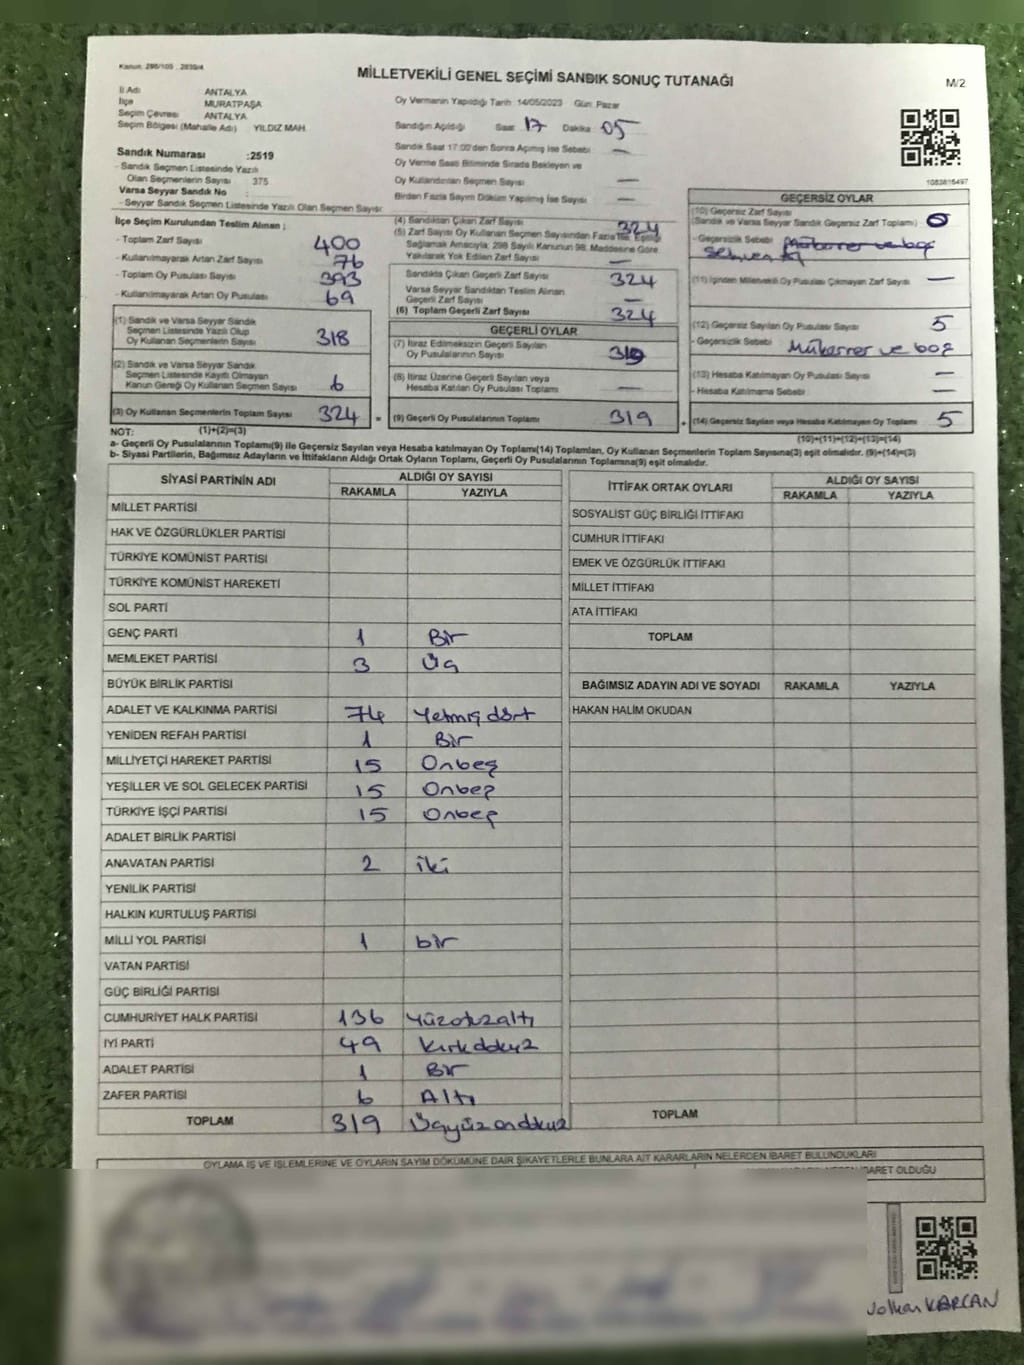 Kanun: 298/105 , 2839/4
MİLLETVEKİLİ GENEL SEÇİMİ SANDIK SONUÇ TUTANAĞI
M/2
İl Adı ANTALYA
İlçe MURATPAŞA
Seçim Çevresi ANTALYA
Seçim Bölgesi (Mahalle Adı) YILDIZ MAH.
Oy Vermenin Yapıldığı Tarih: 14/05/2023 Gün: Pazar
Sandığın Açıldığı Saat 17 Dakika 05
Sandık Saat 17:00'den Sonra Açımış İse Sebebi —
Oy Verme Saati Bitiminde Sırada Bekleyen ve
Oy Kullandırılan Seçmen Sayısı —
Birden Fazla Sayım Döküm Yapılmış İse Sayısı —
1083816497
Sandık Numarası :2519
- Sandık Seçmen Listesinde Yazılı
Olan Seçmenlerin Sayısı : 375
Varsa Seyyar Sandık No :
- Seyyar Sandık Seçmen Listesinde Yazılı Olan Seçmen Sayısı:
İlçe Seçim Kurulundan Teslim Alınan ;
- Toplam Zarf Sayısı 400
- Kullanılmayarak Artan Zarf Sayısı 76
- Toplam Oy Pusulası Sayısı 393
- Kullanılmayarak Artan Oy Pusulası 69
(1) Sandık ve Varsa Seyyar Sandık
Seçmen Listesinde Yazılı Olup
Oy Kullanan Seçmenlerin Sayısı 318
(2) Sandık ve Varsa Seyyar Sandık
Seçmen Listesinde Kayıtlı Olmayan
Kanun Gereği Oy Kullanan Seçmen Sayısı 6
(3) Oy Kullanan Seçmenlerin Toplam Sayısı 324 =
(4) Sandıktan Çıkan Zarf Sayısı 324
(5) Zarf Sayısı Oy Kullanan Seçmen Sayısından Fazla ise, Eşitliği
Sağlamak Amacıyla, 298 Sayılı Kanunun 98. Maddesine Göre
Yakılarak Yok Edilen Zarf Sayısı —
Sandıkta Çıkan Geçerli Zarf Sayısı 324
Varsa Seyyar Sandıktan Teslim Alınan
Geçerli Zarf Sayısı —
(6) Toplam Geçerli Zarf Sayısı 324
GEÇERLİ OYLAR
(7) İtiraz Edilmeksizin Geçerli Sayılan
Oy Pusulalarının Sayısı 319
(8) İtiraz Üzerine Geçerli Sayılan veya
Hesaba Katılan Oy Pusulası Toplamı —
(9) Geçerli Oy Pusulalarının Toplamı 319 +
GEÇERSİZ OYLAR
(10) Geçersiz Zarf Sayısı
(Sandık ve Varsa Seyyar Sandık Geçersiz Zarf Toplamı) 0
- Geçersizlik Sebebi Mükerrer ve boş
(11) İçinden Milletvekili Oy Pusulası Çıkmayan Zarf Sayısı —
(12) Geçersiz Sayılan Oy Pusulası Sayısı 5
- Geçersizlik Sebebi Mükerrer ve boş
(13) Hesaba Katılmayan Oy Pusulası Sayısı —
- Hesaba Katılmama Sebebi —
(14) Geçersiz Sayılan veya Hesaba Katılmayan Oy Toplamı 5
NOT: (1)+(2)=(3)
(10)+(11)+(12)+(13)=(14)
a- Geçerli Oy Pusulalarının Toplamı(9) ile Geçersiz Sayılan veya Hesaba katılmayan Oy Toplamı(14) Toplamları, Oy Kullanan Seçmenlerin Toplam Sayısına(3) eşit olmalıdır. (9)+(14)=(3)
b- Siyasi Partilerin, Bağımsız Adayların ve İttifakların Aldığı Ortak Oyların Toplamı, Geçerli Oy Pusulalarının Toplamına(9) eşit olmalıdır.
SİYASİ PARTİNİN ADI ALDIĞI OY SAYISI
RAKAMLA YAZIYLA
MİLLET PARTİSİ
HAK VE ÖZGÜRLÜKLER PARTİSİ
TÜRKİYE KOMÜNİST PARTİSİ
TÜRKİYE KOMÜNİST HAREKETİ
SOL PARTİ
GENÇ PARTİ 1 Bir
MEMLEKET PARTİSİ 3 Üç
BÜYÜK BİRLİK PARTİSİ
ADALET VE KALKINMA PARTİSİ 74 Yetmiş dört
YENİDEN REFAH PARTİSİ 1 Bir
MİLLİYETÇİ HAREKET PARTİSİ 15 Onbeş
YEŞİLLER VE SOL GELECEK PARTİSİ 15 Onbeş
TÜRKİYE İŞÇİ PARTİSİ 15 Onbeş
ADALET BİRLİK PARTİSİ
ANAVATAN PARTİSİ 2 iki
YENİLİK PARTİSİ
HALKIN KURTULUŞ PARTİSİ
MİLLİ YOL PARTİSİ 1 bir
VATAN PARTİSİ
GÜÇ BİRLİĞİ PARTİSİ
CUMHURİYET HALK PARTİSİ 136 Yüzotuzaltı
İYİ PARTİ 49 Kırkdokuz
ADALET PARTİSİ 1 Bir
ZAFER PARTİSİ 6 Altı
TOPLAM 319 Üçyüzondokuz
İTTİFAK ORTAK OYLARI ALDIĞI OY SAYISI
RAKAMLA YAZIYLA
SOSYALİST GÜÇ BİRLİĞİ İTTİFAKI
CUMHUR İTTİFAKI
EMEK VE ÖZGÜRLÜK İTTİFAKI
MİLLET İTTİFAKI
ATA İTTİFAKI
TOPLAM
BAĞIMSIZ ADAYIN ADI VE SOYADI RAKAMLA YAZIYLA
HAKAN HALİM OKUDAN
TOPLAM
OYLAMA İŞ VE İŞLEMLERİNE VE OYLARIN SAYIM DÖKÜMÜNE DAİR ŞİKAYETLERLE BUNLARA AİT KARARLARIN NELERDEN İBARET BULUNDUKLARI
İBARET OLDUĞU
Volkan KARCAN